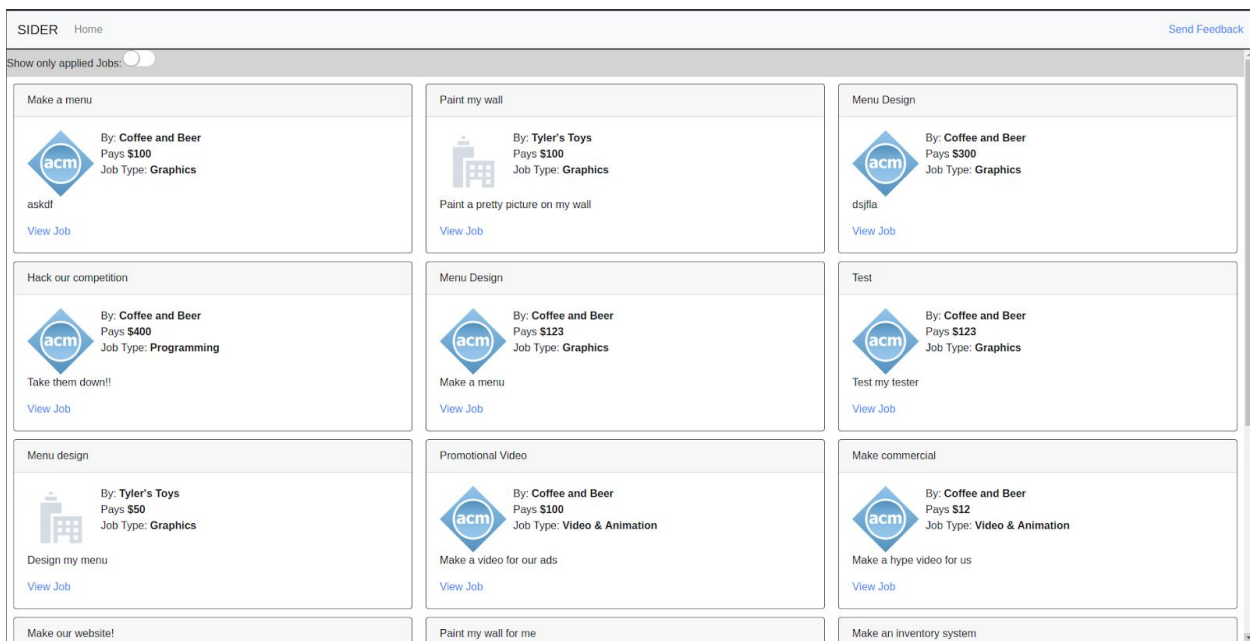 SIDER Home Send Feedback
Show only applied Jobs:
Make a menu
acm
By: Coffee and Beer
Pays $100
Job Type: Graphics
askdf
View Job
Paint my wall
By: Tyler's Toys
Pays $100
Job Type: Graphics
Paint a pretty picture on my wall
View Job
Menu Design
acm
By: Coffee and Beer
Pays $300
Job Type: Graphics
dsjfla
View Job
Hack our competition
acm
By: Coffee and Beer
Pays $400
Job Type: Programming
Take them down!!
View Job
Menu Design
acm
By: Coffee and Beer
Pays $123
Job Type: Graphics
Make a menu
View Job
Test
acm
By: Coffee and Beer
Pays $123
Job Type: Graphics
Test my tester
View Job
Menu design
By: Tyler's Toys
Pays $50
Job Type: Graphics
Design my menu
View Job
Promotional Video
acm
By: Coffee and Beer
Pays $100
Job Type: Video & Animation
Make a video for our ads
View Job
Make commercial
acm
By: Coffee and Beer
Pays $12
Job Type: Video & Animation
Make a hype video for us
View Job
Make our website!
Paint my wall for me
Make an inventory system